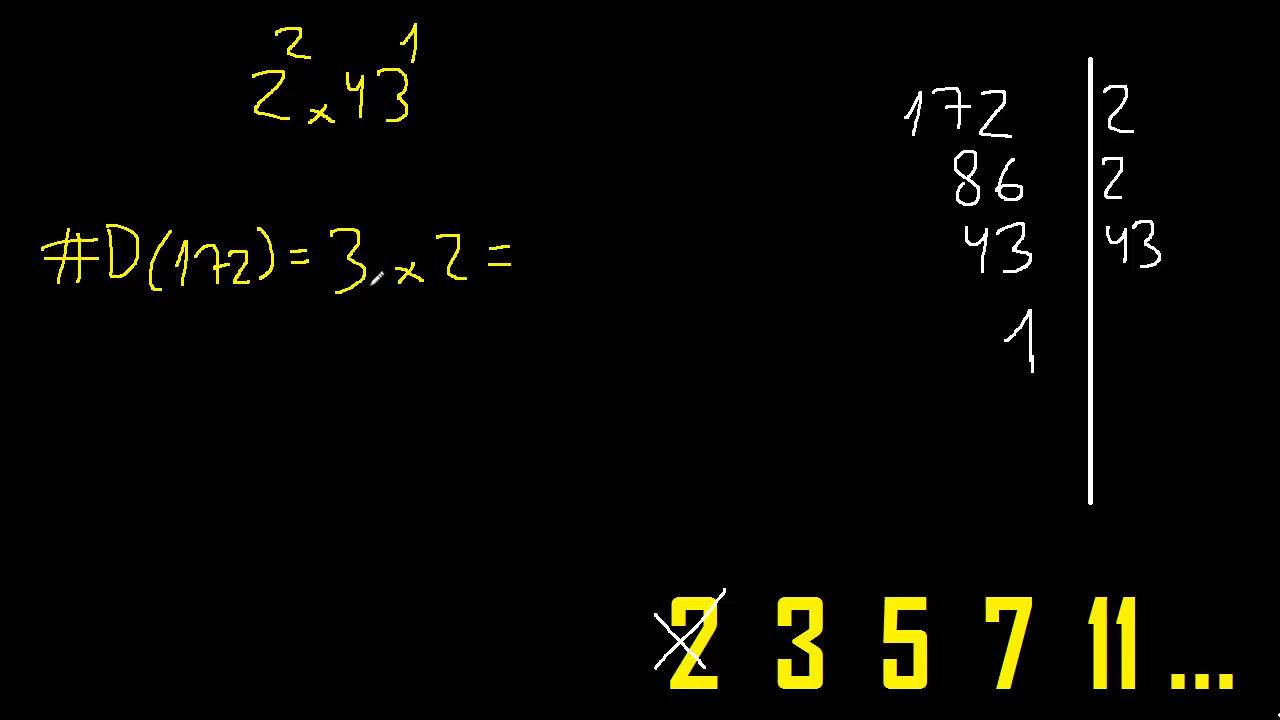 2² x 43¹
#D(172) = 3 x 2 =
172 | 2
86 | 2
43 | 43
1
2 3 5 7 11 ...